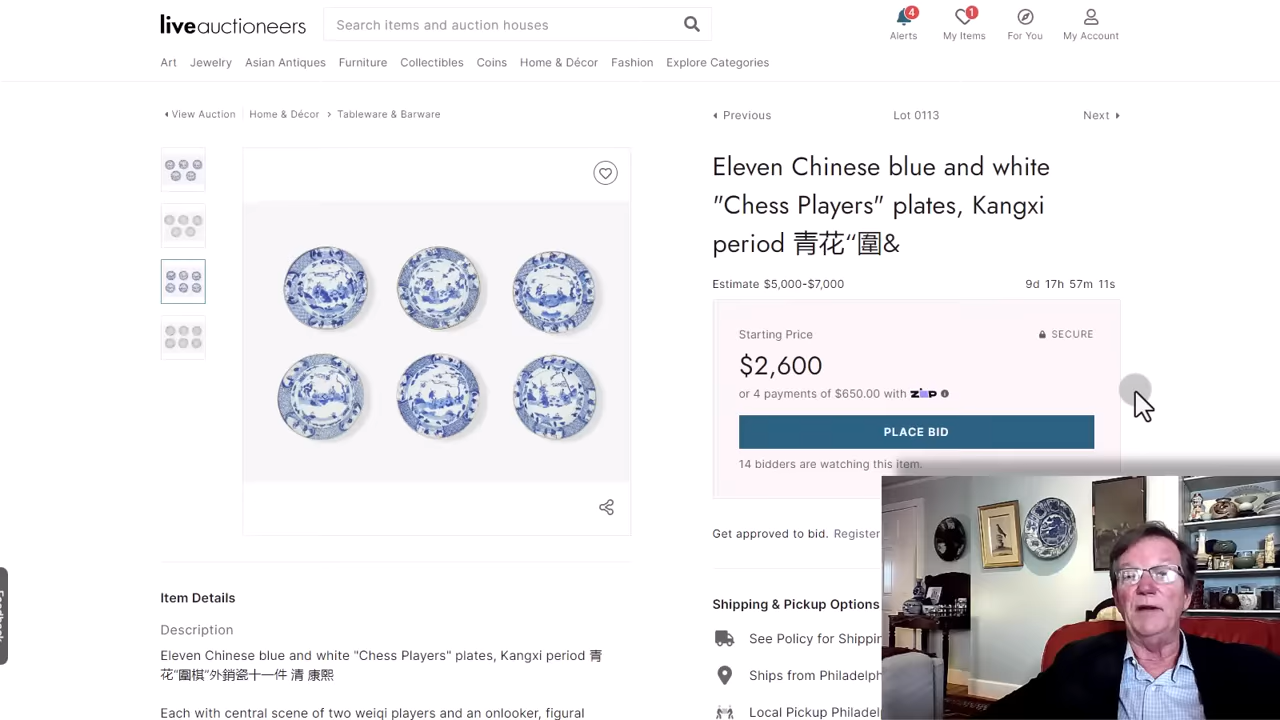 liveauctioneers
Search items and auction houses
4
1
Alerts
My Items
For You
My Account
Art
Jewelry
Asian Antiques
Furniture
Collectibles
Coins
Home & Décor
Fashion
Explore Categories
View Auction
Home & Décor
Tableware & Barware
Previous
Lot 0113
Next
Eleven Chinese blue and white
"Chess Players" plates, Kangxi
period 青花“圍&
Estimate $5,000-$7,000
9d 17h 57m 11s
Starting Price
SECURE
$2,600
or 4 payments of $650.00 with zip
PLACE BID
14 bidders are watching this item.
Get approved to bid. Register
Shipping & Pickup Options
See Policy for Shippin
Ships from Philadelph
Local Pickup Philadel
Item Details
Description
Eleven Chinese blue and white "Chess Players" plates, Kangxi period 青
花“圍棋”外銷瓷十一件 清 康熙
Each with central scene of two weiqi players and an onlooker, figural